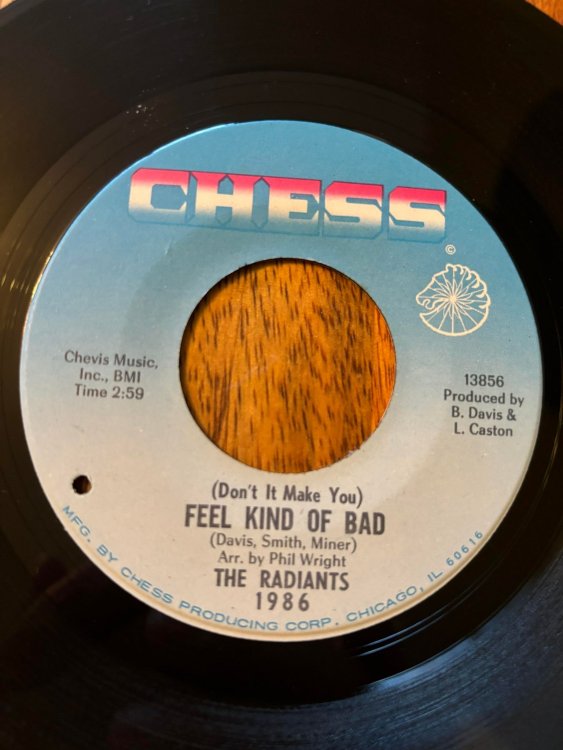 CHESS
©
Chevis Music,
Inc., BMI
Time 2:59
13856
Produced by
B. Davis &
L. Caston
(Don't It Make You)
FEEL KIND OF BAD
(Davis, Smith, Miner)
Arr. by Phil Wright
THE RADIANTS
1986
MFG. BY CHESS PRODUCING CORP. CHICAGO, IL 60616